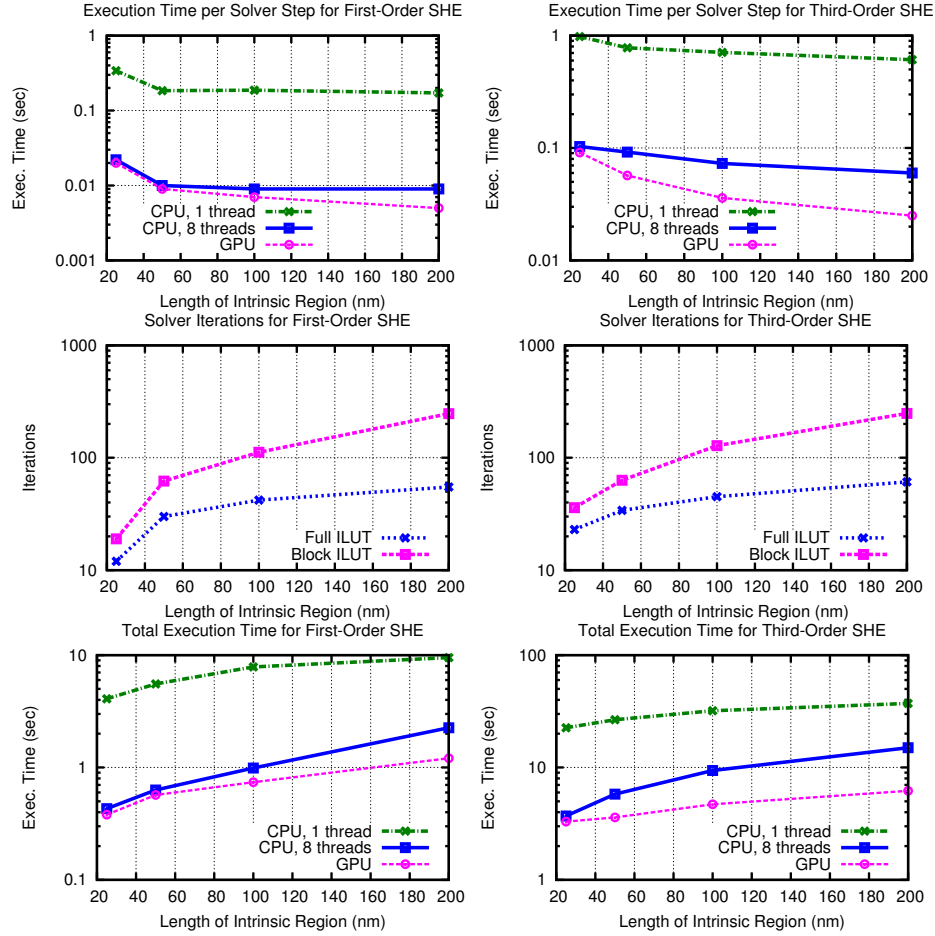 Execution Time per Solver Step for First-Order SHE
Exec. Time (sec)
1
0.1
0.01
0.001
CPU, 1 thread
CPU, 8 threads
GPU
20 40 60 80 100 120 140 160 180 200
Length of Intrinsic Region (nm)
Execution Time per Solver Step for Third-Order SHE
Exec. Time (sec)
1
0.1
0.01
CPU, 1 thread
CPU, 8 threads
GPU
20 40 60 80 100 120 140 160 180 200
Length of Intrinsic Region (nm)
Solver Iterations for First-Order SHE
Iterations
1000
100
10
Full ILUT
Block ILUT
20 40 60 80 100 120 140 160 180 200
Length of Intrinsic Region (nm)
Solver Iterations for Third-Order SHE
Iterations
1000
100
10
Full ILUT
Block ILUT
20 40 60 80 100 120 140 160 180 200
Length of Intrinsic Region (nm)
Total Execution Time for First-Order SHE
Exec. Time (sec)
10
1
0.1
CPU, 1 thread
CPU, 8 threads
GPU
20 40 60 80 100 120 140 160 180 200
Length of Intrinsic Region (nm)
Total Execution Time for Third-Order SHE
Exec. Time (sec)
100
10
1
CPU, 1 thread
CPU, 8 threads
GPU
20 40 60 80 100 120 140 160 180 200
Length of Intrinsic Region (nm)